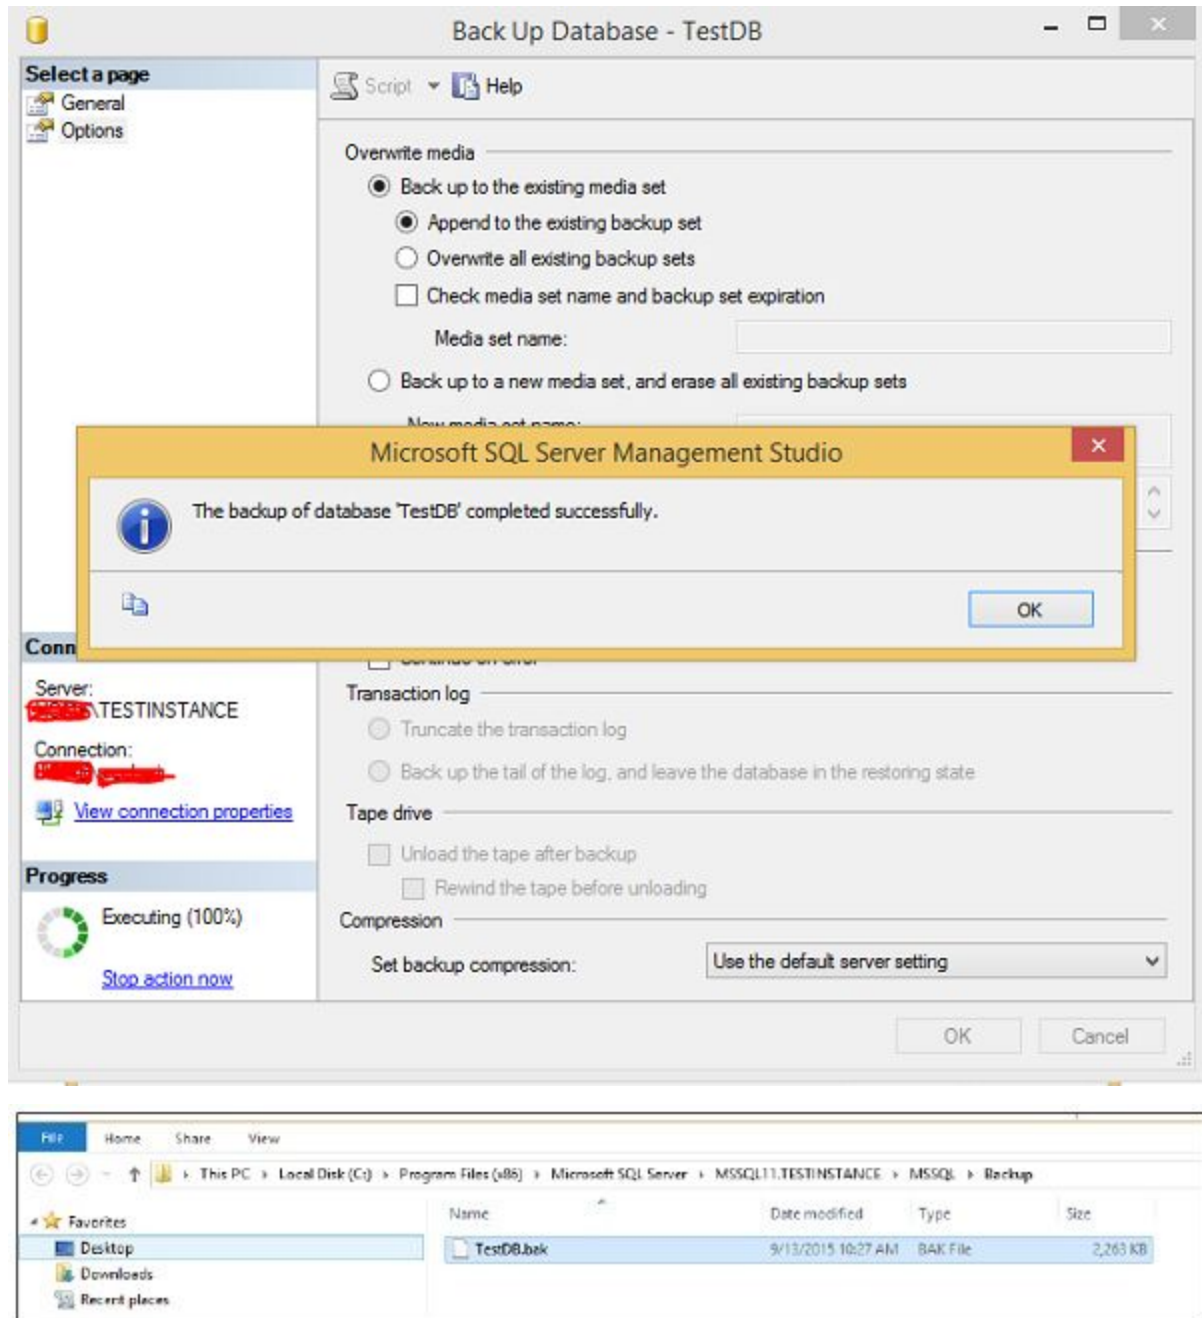 Back Up Database - TestDB
Select a page
General
Options
Script
Help
Overwrite media
Back up to the existing media set
Append to the existing backup set
Overwrite all existing backup sets
Check media set name and backup set expiration
Media set name:
Back up to a new media set, and erase all existing backup sets
New media set name:
Microsoft SQL Server Management Studio
The backup of database 'TestDB' completed successfully.
OK
Conn
Continue on error
Server:
\TESTINSTANCE
Connection:
View connection properties
Transaction log
Truncate the transaction log
Back up the tail of the log, and leave the database in the restoring state
Tape drive
Unload the tape after backup
Rewind the tape before unloading
Progress
Executing (100%)
Stop action now
Compression
Set backup compression:
Use the default server setting
OK
Cancel
File Home Share View
This PC Local Disk (C:) Program Files (x86) Microsoft SQL Server MSSQL11.TESTINSTANCE MSSQL Backup
Favorites
Desktop
Downloads
Recent places
Name Date modified Type Size
TestDB.bak 9/13/2015 10:27 AM BAK File 2,263 KB